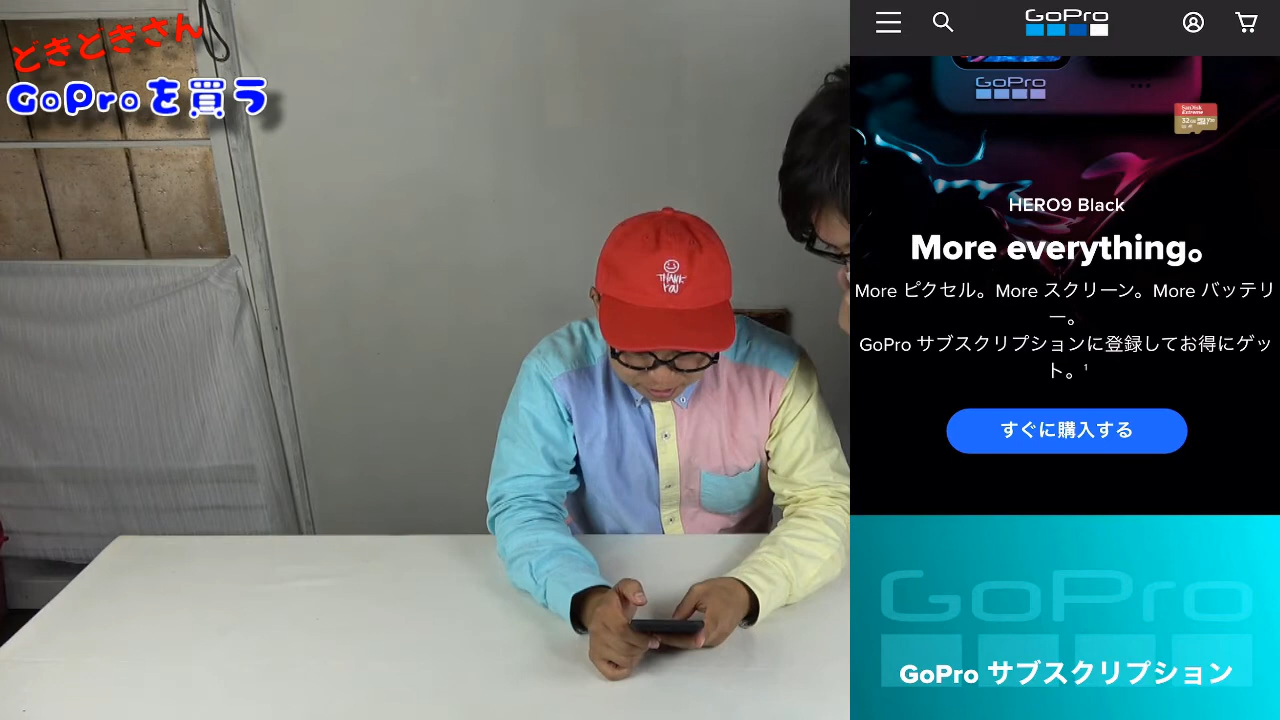 どきどきさん
GoProを買う
THANK
YOU
GoPro
GoPro
SanDisk
Extreme
32GB
HERO9 Black
More everything。
More ピクセル。More スクリーン。More バッテリ
ー。
GoPro サブスクリプションに登録してお得にゲッ
ト。¹
すぐに購入する
GoPro
GoPro サブスクリプション